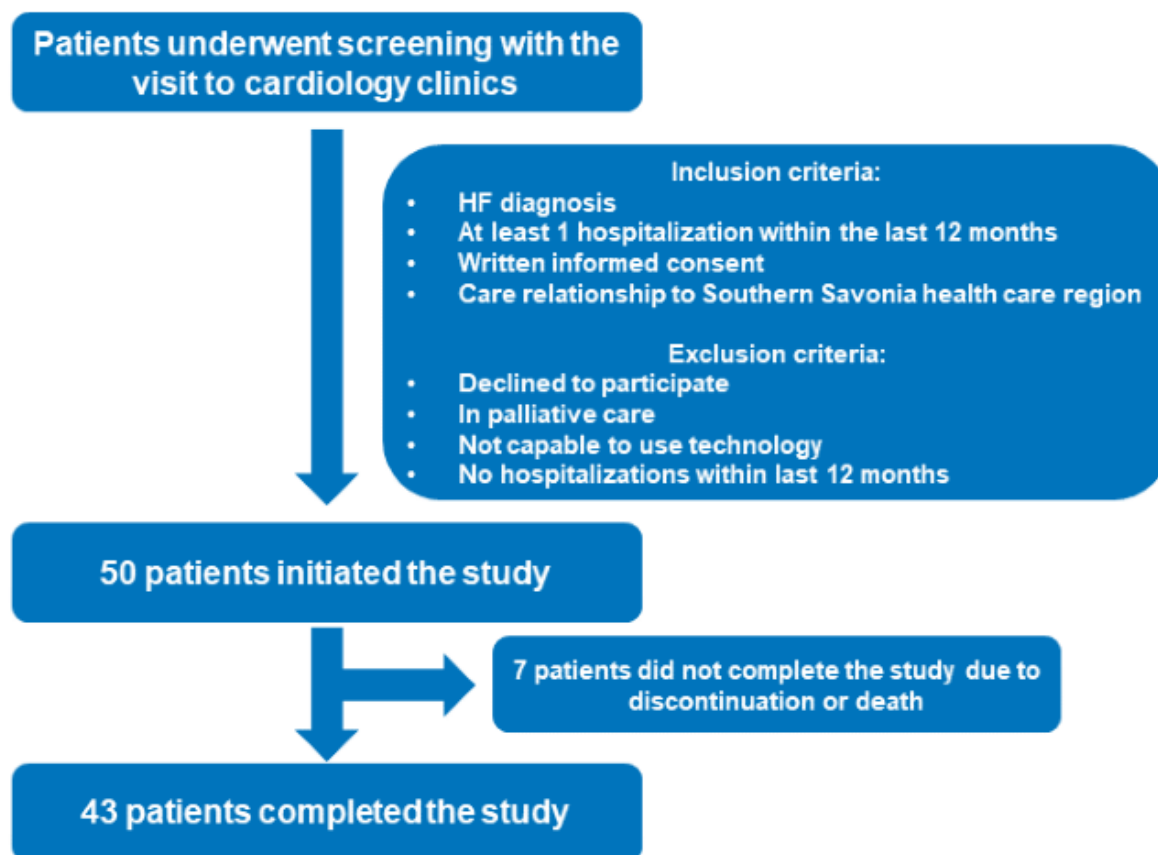 Patients underwent screening with the
visit to cardiology clinics
Inclusion criteria:
• HF diagnosis
• At least 1 hospitalization within the last 12 months
• Written informed consent
• Care relationship to Southern Savonia health care region
Exclusion criteria:
• Declined to participate
• In palliative care
• Not capable to use technology
• No hospitalizations within last 12 months
50 patients initiated the study
7 patients did not complete the study due to
discontinuation or death
43 patients completed the study